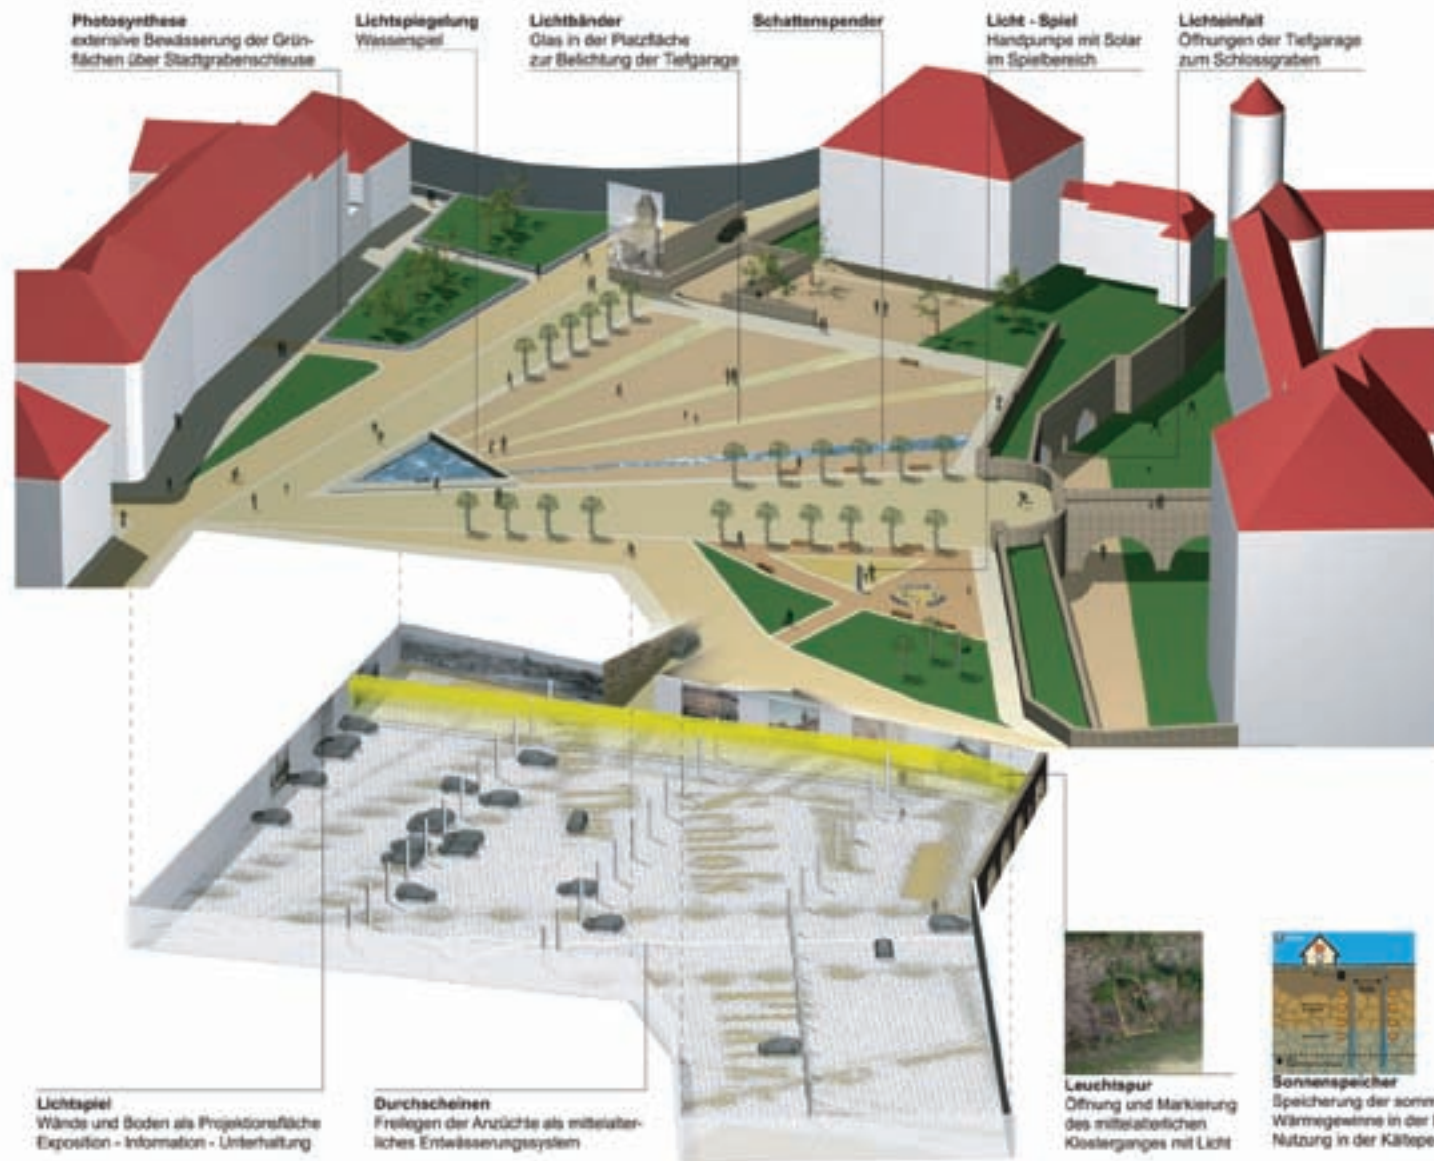 Photosynthese
extensive Bewässerung der Grün-
flächen über Stadtgrabenschleuse
Lichtspiegelung
Wasserspiel
Lichtbänder
Glas in der Platzfläche
zur Belichtung der Tiefgarage
Schattenspender
Licht - Spiel
Handpumpe mit Solar
im Spielbereich
Lichteinfall
Öffnungen der Tiefgarage
zum Schlossgraben
Lichtspiel
Wände und Boden als Projektionsfläche
Exposition - Information - Unterhaltung
Durchscheinen
Freilegen der Anzüchte als mittelalter-
liches Entwässerungssystem
Leuchtspur
Öffnung und Markierung
des mittelalterlichen
Klosterganges mit Licht
Sonnenspeicher
Speicherung der somm
Wärmegewinne in der
Nutzung in der Kältepe